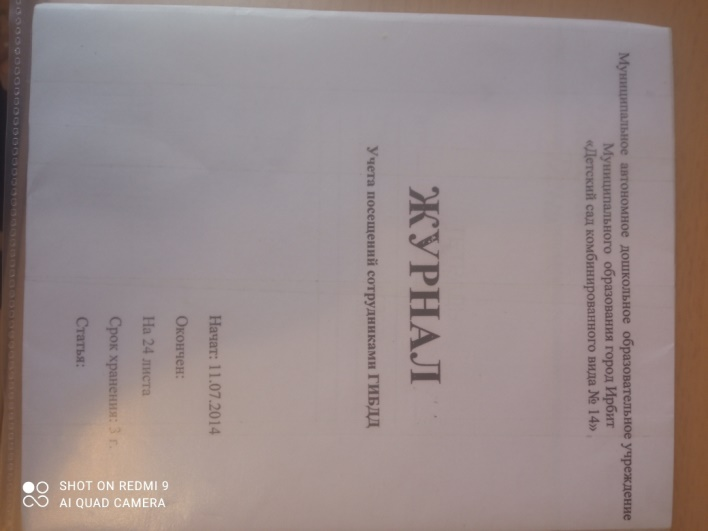 Муниципальное автономное дошкольное образовательное учреждение
Муниципального образования город Ирбит
«Детский сад комбинированного вида № 14»
ЖУРНАЛ
Учета посещений сотрудниками ГИБДД
Начат: 11.07.2014
Окончен:
На 24 листа
Срок хранения: 3 г.
Статья:
SHOT ON REDMI 9
AI QUAD CAMERA